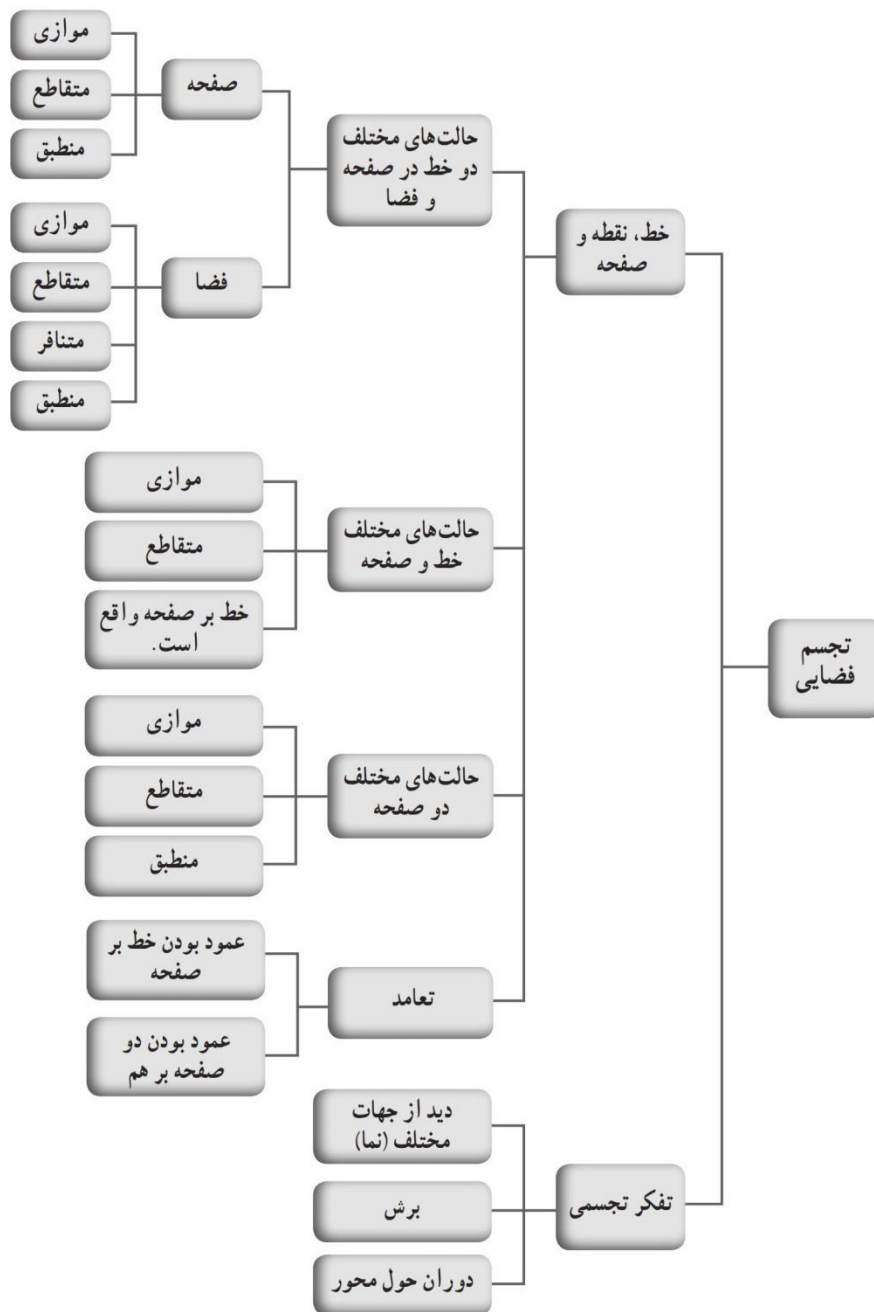 تجسم
فضایی
خط، نقطه و
صفحه
حالت‌های مختلف
دو خط در صفحه
و فضا
صفحه
موازی
متقاطع
منطبق
فضا
موازی
متقاطع
متنافر
منطبق
حالت‌های مختلف
خط و صفحه
موازی
متقاطع
خط بر صفحه واقع
است.
حالت‌های مختلف
دو صفحه
موازی
متقاطع
منطبق
تعامد
عمود بودن خط بر
صفحه
عمود بودن دو
صفحه بر هم
تفکر تجسمی
دید از جهات
مختلف (نما)
برش
دوران حول محور